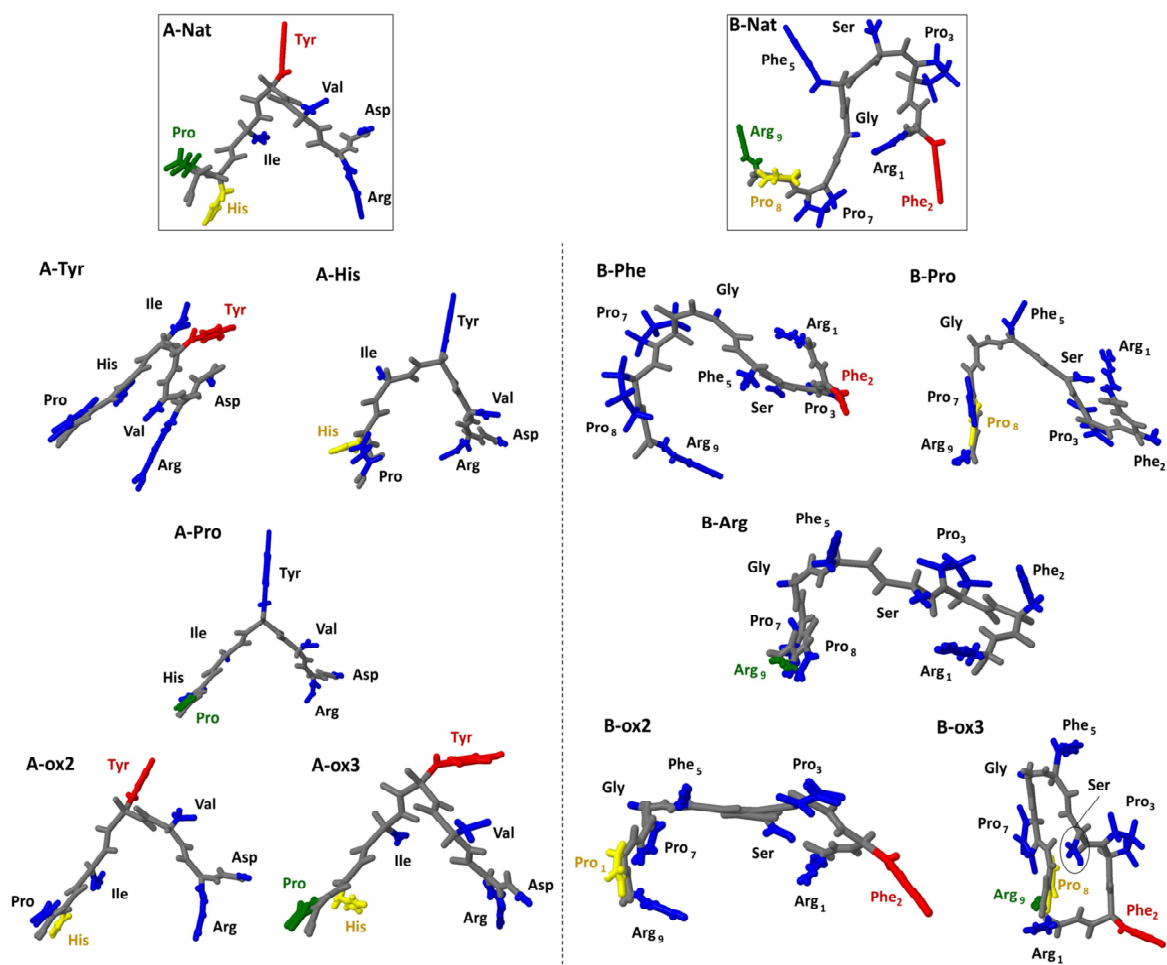 A-Nat
Tyr
Val
Asp
Pro
Ile
His
Arg
B-Nat
Ser
Pro3
Phe5
Arg9
Gly
Arg1
Pro8
Pro7
Phe2
A-Tyr
Ile
Tyr
His
Pro
Asp
Val
Arg
A-His
Tyr
Ile
Val
His
Asp
Arg
Pro
B-Phe
Gly
Pro7
Arg1
Phe5
Phe2
Ser
Pro3
Pro8
Arg9
B-Pro
Phe5
Gly
Ser
Arg1
Pro7
Pro8
Arg9
Pro3
Phe2
A-Pro
Tyr
Ile
Val
His
Asp
Pro
Arg
B-Arg
Phe5
Pro3
Gly
Phe2
Ser
Pro7
Pro8
Arg9
Arg1
A-ox2
Tyr
Val
Asp
Pro
Ile
His
Arg
A-ox3
Tyr
Val
Ile
Pro
Asp
His
Arg
B-ox2
Gly
Phe5
Pro3
Pro1
Pro7
Ser
Arg1
Phe2
Arg9
B-ox3
Phe5
Gly
Ser
Pro3
Pro7
Pro8
Arg9
Phe2
Arg1